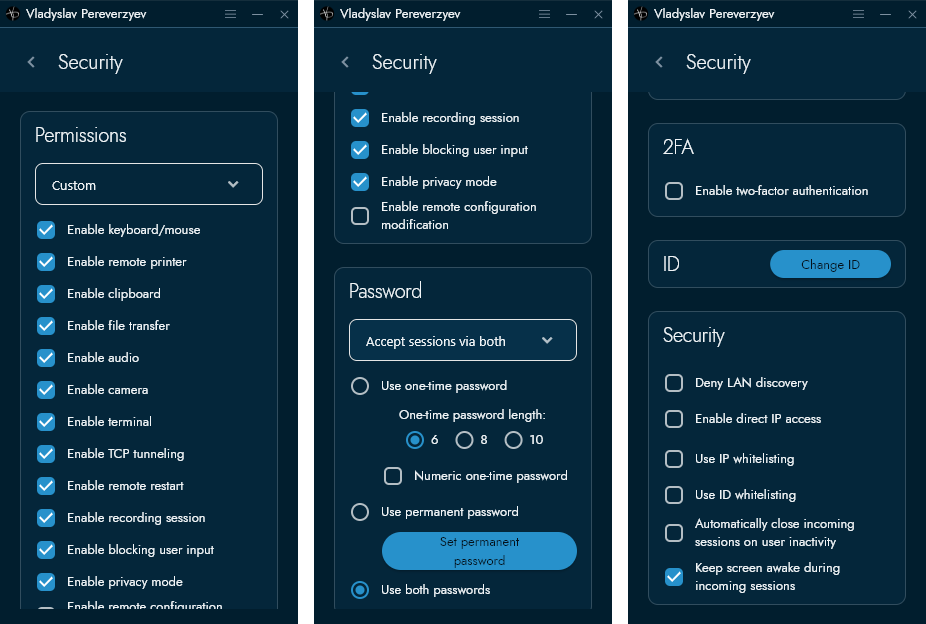 Vladyslav Pereverzyev
Security
Permissions
Custom
Enable keyboard/mouse
Enable remote printer
Enable clipboard
Enable file transfer
Enable audio
Enable camera
Enable terminal
Enable TCP tunneling
Enable remote restart
Enable recording session
Enable blocking user input
Enable privacy mode
Enable remote configuration
Vladyslav Pereverzyev
Security
Enable recording session
Enable blocking user input
Enable privacy mode
Enable remote configuration
modification
Password
Accept sessions via both
Use one-time password
One-time password length:
6 8 10
Numeric one-time password
Use permanent password
Set permanent
password
Use both passwords
Vladyslav Pereverzyev
Security
2FA
Enable two-factor authentication
ID
Change ID
Security
Deny LAN discovery
Enable direct IP access
Use IP whitelisting
Use ID whitelisting
Automatically close incoming
sessions on user inactivity
Keep screen awake during
incoming sessions